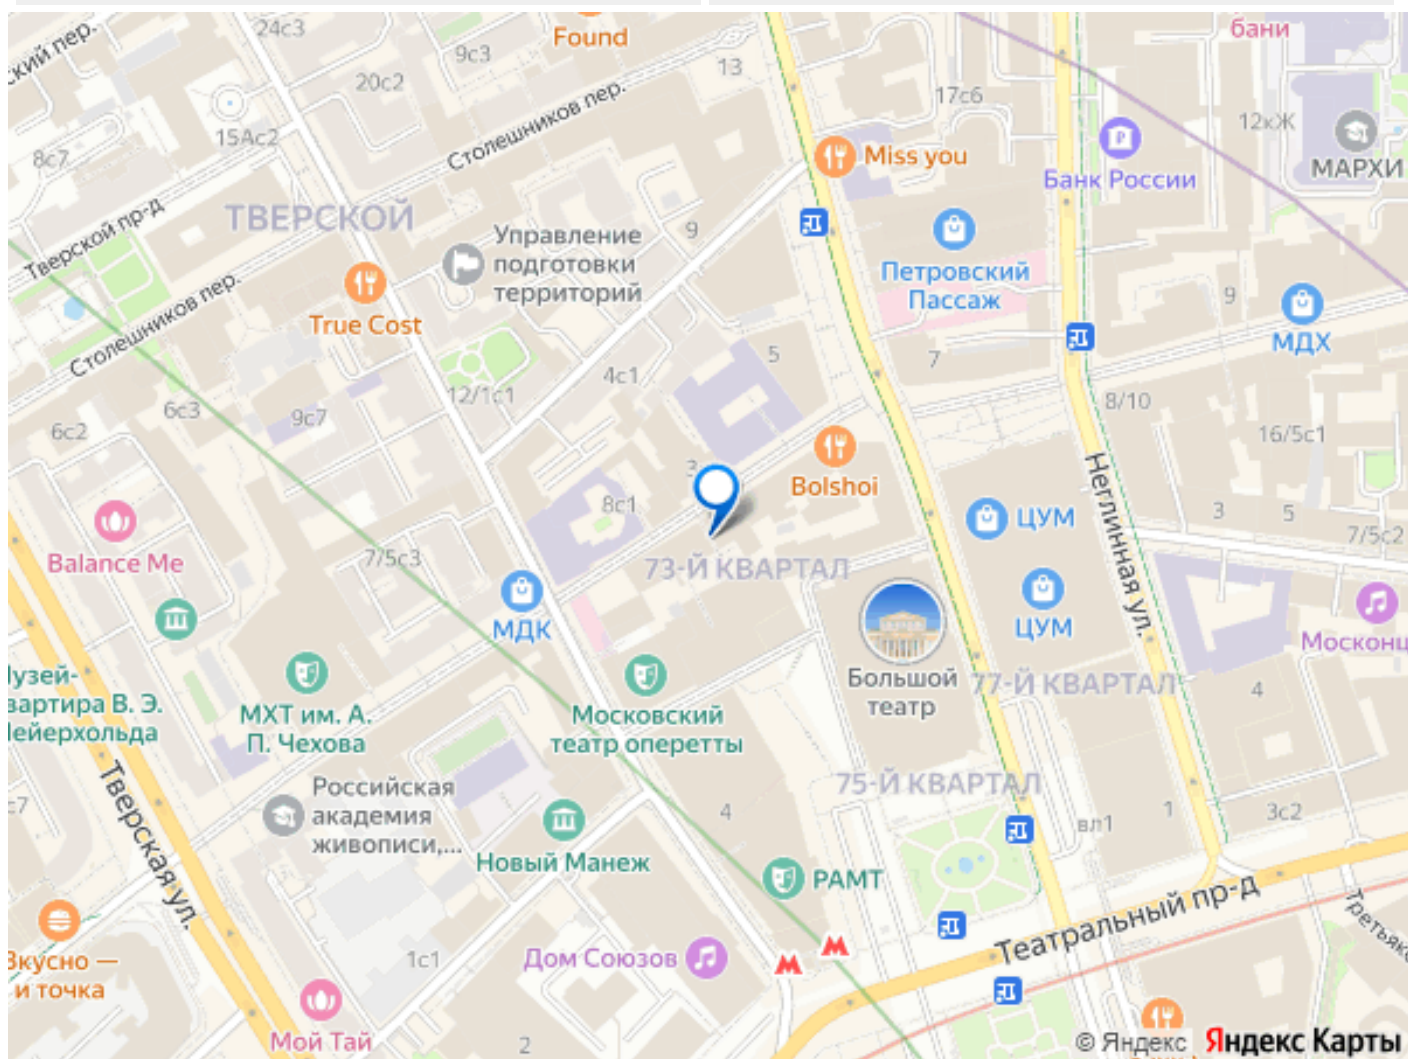 Found
бани
ский пер.
24с3
9с3
13
20с2
17с6
12кЖ
15Ас2
Столешников пер.
Miss you
МАРХИ
8с7
Банк России
ТВЕРСКОЙ
Тверской пр-д
Управление
подготовки
территорий
9
Петровский
Пассаж
9
True Cost
МДХ
Столешников пер.
5
7
4с1
12/1с1
6с3
8/10
9с7
6с2
16/5с1
3
Bolshoi
Неглинная ул.
8с1
ЦУМ
3
5
7/5с2
7/5с3
Balance Me
73-Й КВАРТАЛ
МДК
ЦУМ
Москонц
Большой
театр
77-Й КВАРТАЛ
4
Музей-
квартира В. Э.
Мейерхольда
МХТ им. А.
П. Чехова
Московский
театр оперетты
Тверская ул.
Российская
академия
живописи,...
75-Й КВАРТАЛ
4
вл1
1
3с2
Новый Манеж
РАМТ
Театральный пр-д
Третьяко
Вкусно —
и точка
1с1
Дом Союзов
Мой Тай
2
© Яндекс Яндекс Карты